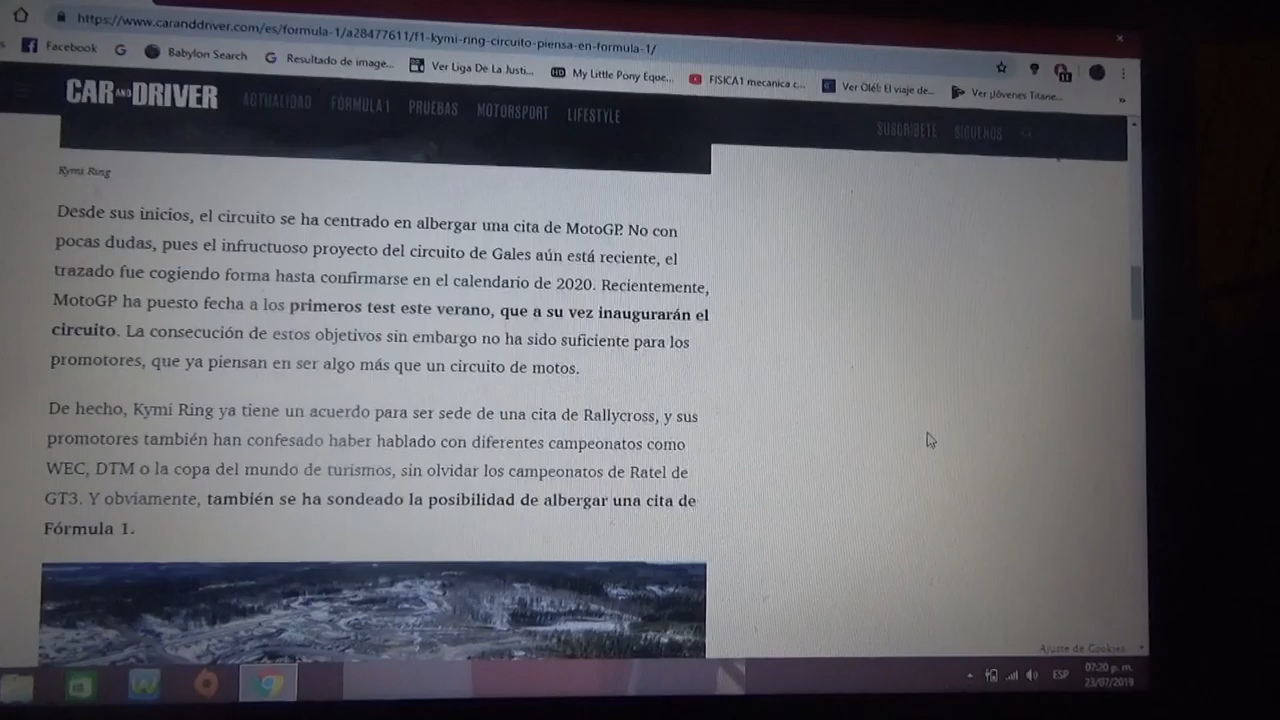 https://www.caranddriver.com/es/formula-1/a28477611/f1-kymi-ring-circuito-piensa-en-formula-1/
Facebook
G
Babylon Search
G Resultado de image...
Ver Liga De La Justi...
HD My Little Pony Eque...
FISICA1 mecanica c...
Ver Olé!: El viaje de...
Ver ¡Jóvenes Titane...
»
CAR AND DRIVER
ACTUALIDAD
FÓRMULA 1
PRUEBAS
MOTORSPORT
LIFESTYLE
SUSCRÍBETE
SÍGUENOS
Kymi Ring
Desde sus inicios, el circuito se ha centrado en albergar una cita de MotoGP. No con
pocas dudas, pues el infructuoso proyecto del circuito de Gales aún está reciente, el
trazado fue cogiendo forma hasta confirmarse en el calendario de 2020. Recientemente,
MotoGP ha puesto fecha a los primeros test este verano, que a su vez inaugurarán el
circuito. La consecución de estos objetivos sin embargo no ha sido suficiente para los
promotores, que ya piensan en ser algo más que un circuito de motos.
De hecho, Kymi Ring ya tiene un acuerdo para ser sede de una cita de Rallycross, y sus
promotores también han confesado haber hablado con diferentes campeonatos como
WEC, DTM o la copa del mundo de turismos, sin olvidar los campeonatos de Ratel de
GT3. Y obviamente, también se ha sondeado la posibilidad de albergar una cita de
Fórmula 1.
Ajuste de Cookies
ESP
07:20 p. m.
23/07/2019